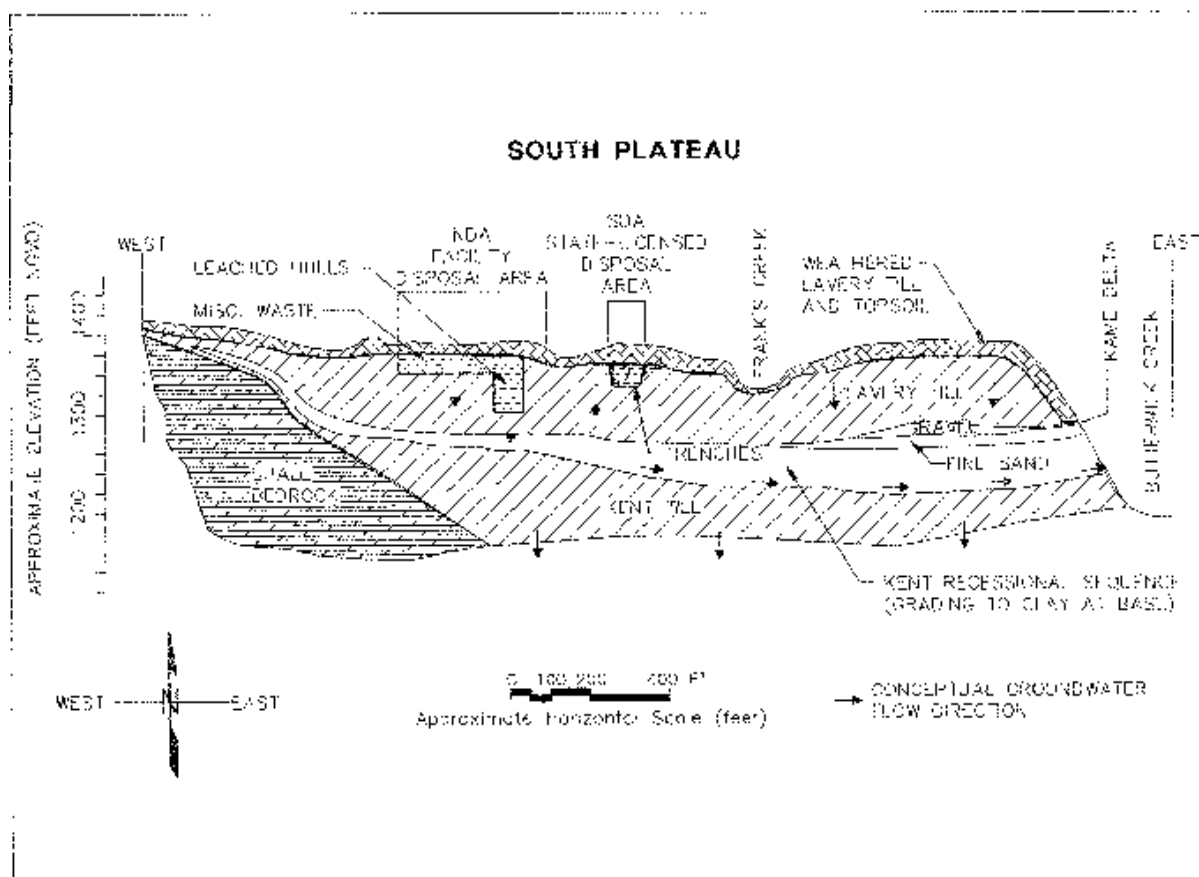 SOUTH PLATEAU
APPROXIMATE ELEVATION (FEET NGVD)
1400
1300
1200
WEST
LEACHED HULLS
MISC. WASTE
NDA
FACILITY
DISPOSAL AREA
SDA
STATE-LICENSED
DISPOSAL
AREA
FRANK'S CREEK
WEATHERED
LAVERY TILL
AND TOPSOIL
KAME DELTA
EAST
BUTTERMILK CREEK
LAVERY TILL
GRAVEL
FINE SAND
TRENCHES
SHALE
BEDROCK
KENT TILL
KENT RECESSIONAL SEQUENCE
(GRADING TO CLAY AT BASE)
WEST
N
EAST
0 100 200 400 FT
Approximate Horizontal Scale (feet)
CONCEPTUAL GROUNDWATER
FLOW DIRECTION